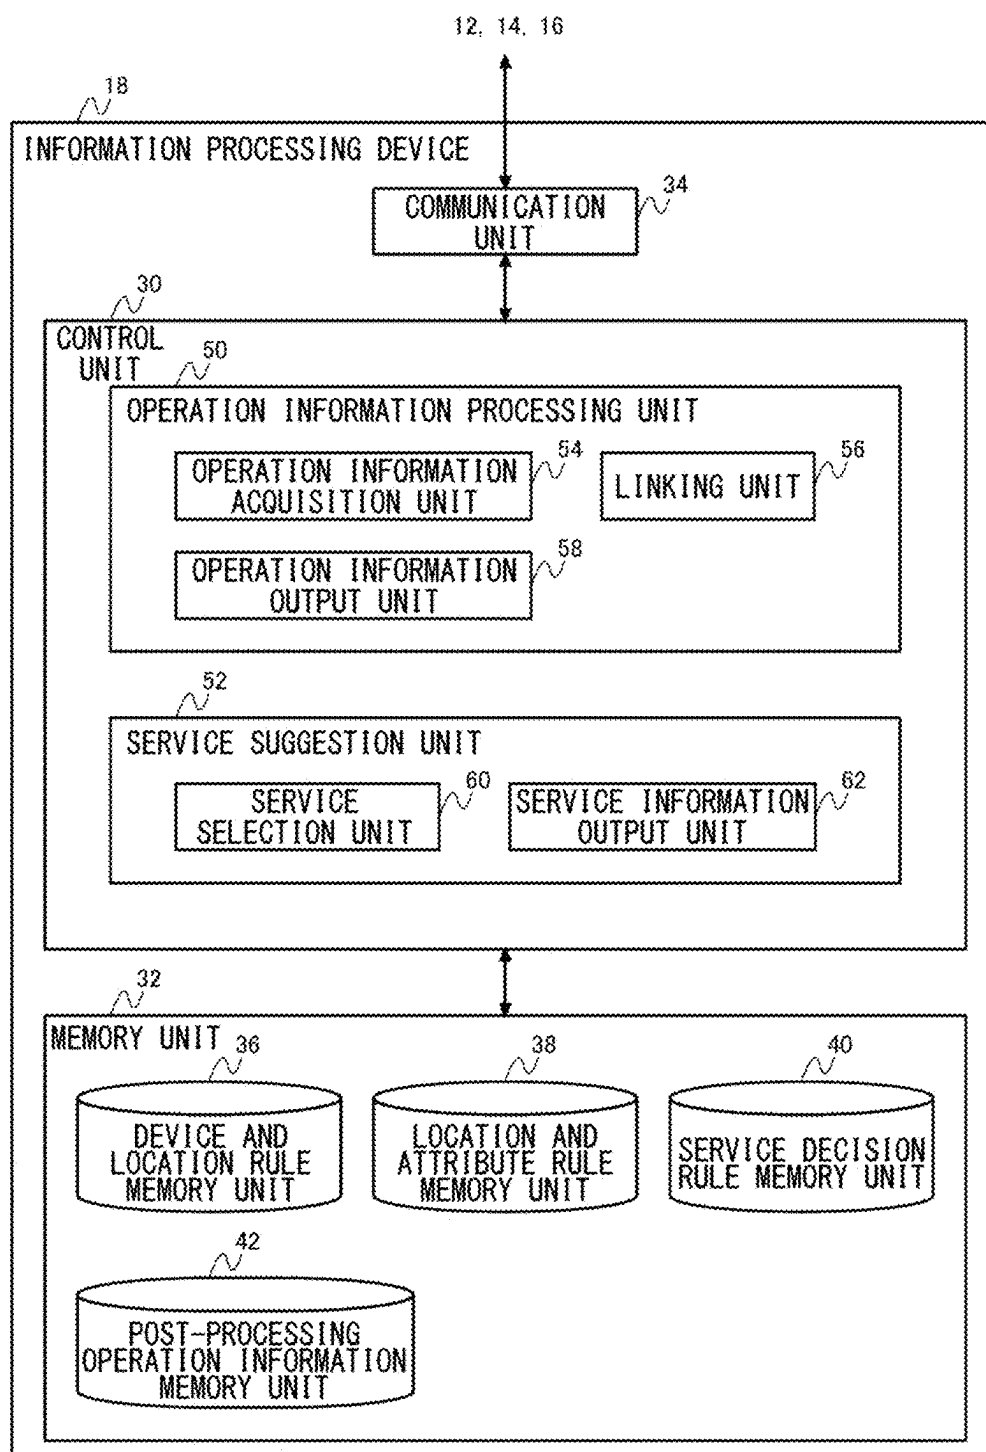 12, 14, 16
18
INFORMATION PROCESSING DEVICE
34
COMMUNICATION
UNIT
30
CONTROL
UNIT
50
OPERATION INFORMATION PROCESSING UNIT
54
OPERATION INFORMATION
ACQUISITION UNIT
56
LINKING UNIT
58
OPERATION INFORMATION
OUTPUT UNIT
52
SERVICE SUGGESTION UNIT
60
SERVICE
SELECTION UNIT
62
SERVICE INFORMATION
OUTPUT UNIT
32
MEMORY UNIT
36
DEVICE AND
LOCATION RULE
MEMORY UNIT
38
LOCATION AND
ATTRIBUTE RULE
MEMORY UNIT
40
SERVICE DECISION
RULE MEMORY UNIT
42
POST-PROCESSING
OPERATION INFORMATION
MEMORY UNIT